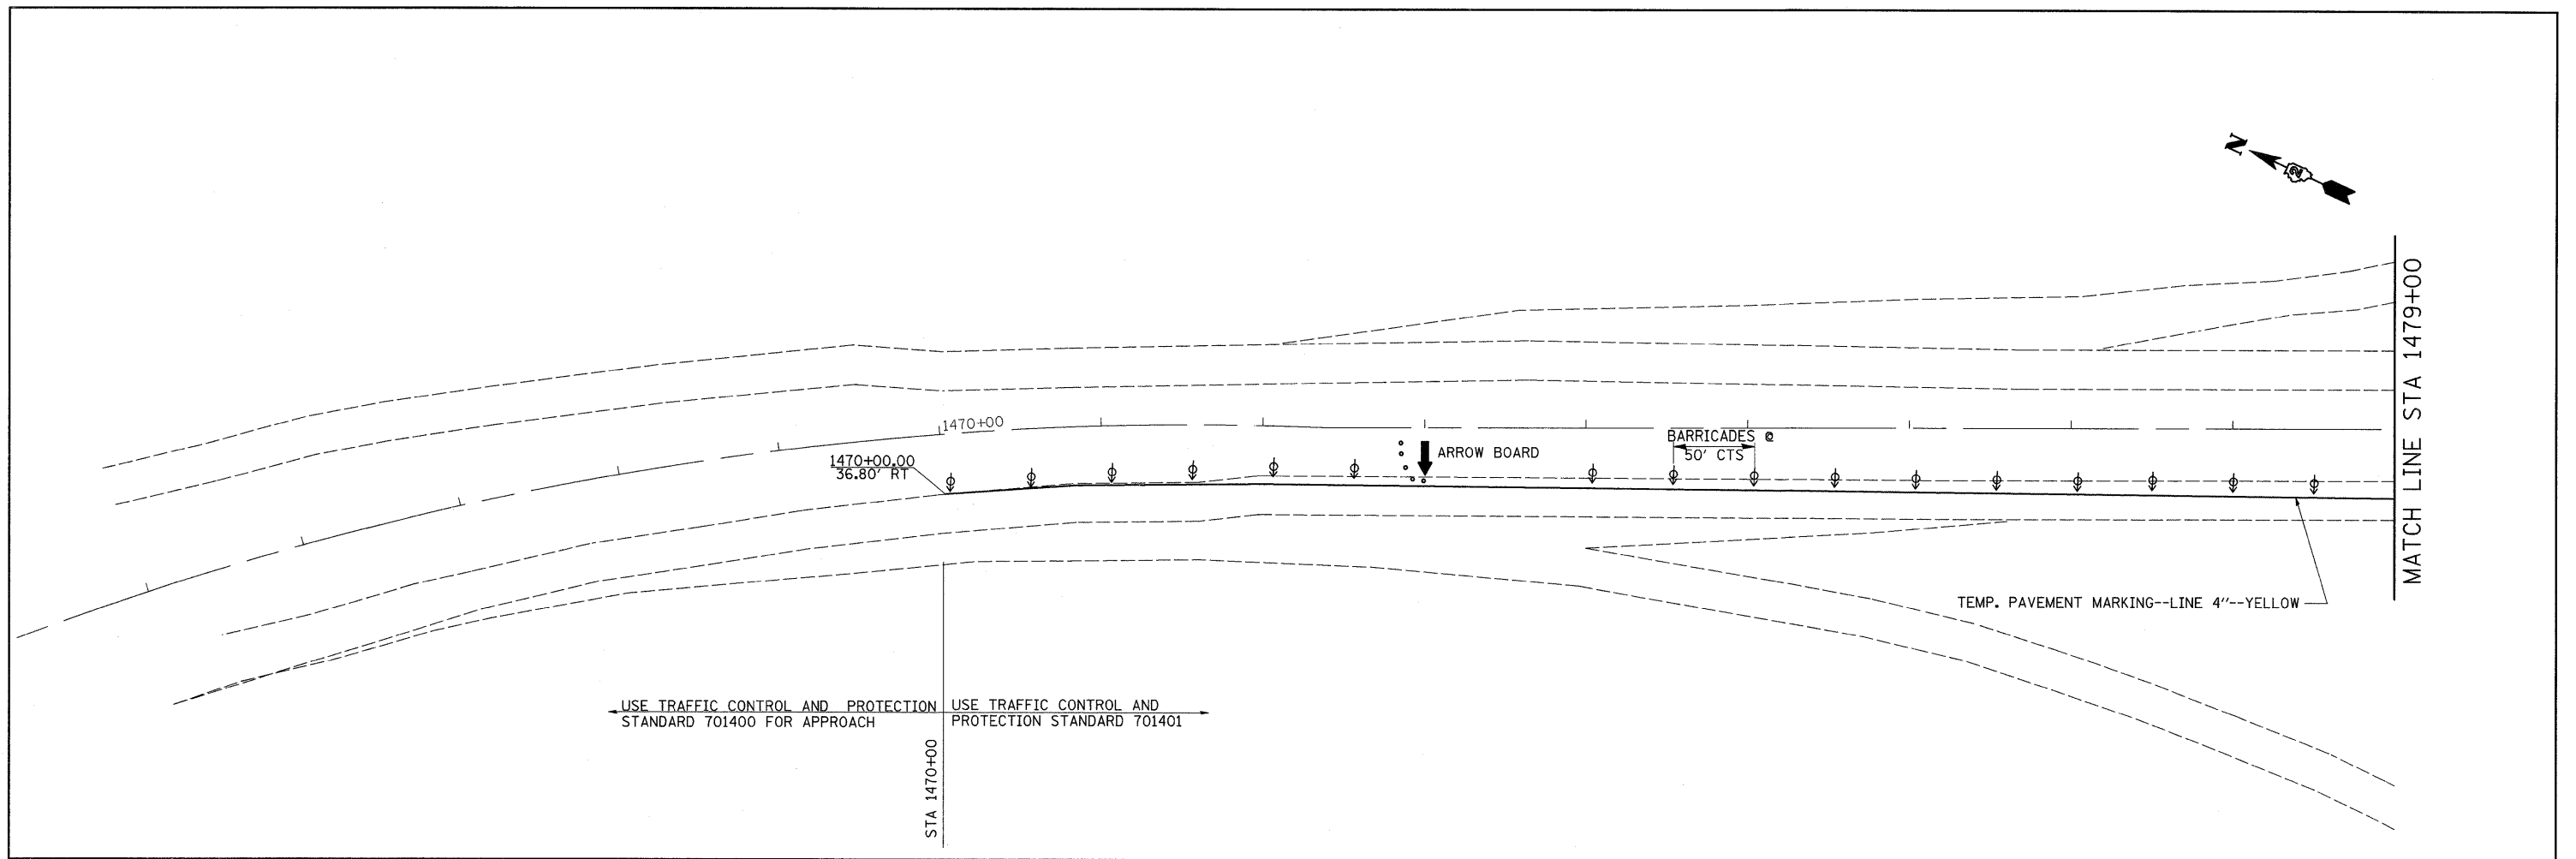 N
2
MATCH LINE STA 1479+00
1470+00
1470+00.00
36.80' RT
ARROW BOARD
BARRICADES @
50' CTS
TEMP. PAVEMENT MARKING--LINE 4"--YELLOW
USE TRAFFIC CONTROL AND PROTECTION
STANDARD 701400 FOR APPROACH
USE TRAFFIC CONTROL AND
PROTECTION STANDARD 701401
STA 1470+00